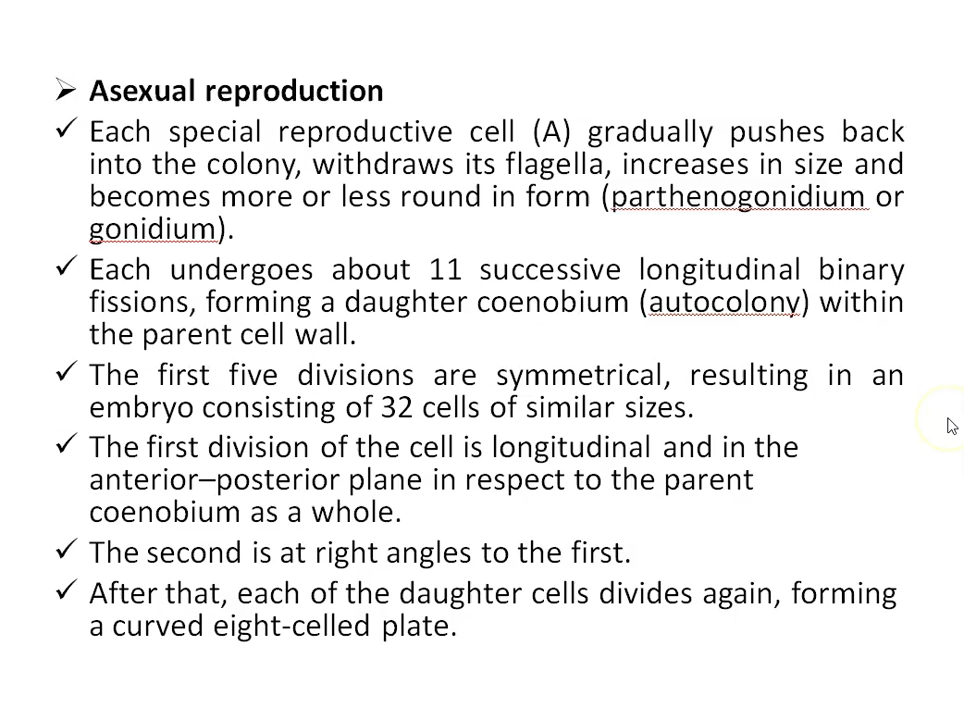 ➢ Asexual reproduction
✓ Each special reproductive cell (A) gradually pushes back
into the colony, withdraws its flagella, increases in size and
becomes more or less round in form (parthenogonidium or
gonidium).
✓ Each undergoes about 11 successive longitudinal binary
fissions, forming a daughter coenobium (autocolony) within
the parent cell wall.
✓ The first five divisions are symmetrical, resulting in an
embryo consisting of 32 cells of similar sizes.
✓ The first division of the cell is longitudinal and in the
anterior–posterior plane in respect to the parent
coenobium as a whole.
✓ The second is at right angles to the first.
✓ After that, each of the daughter cells divides again, forming
a curved eight-celled plate.